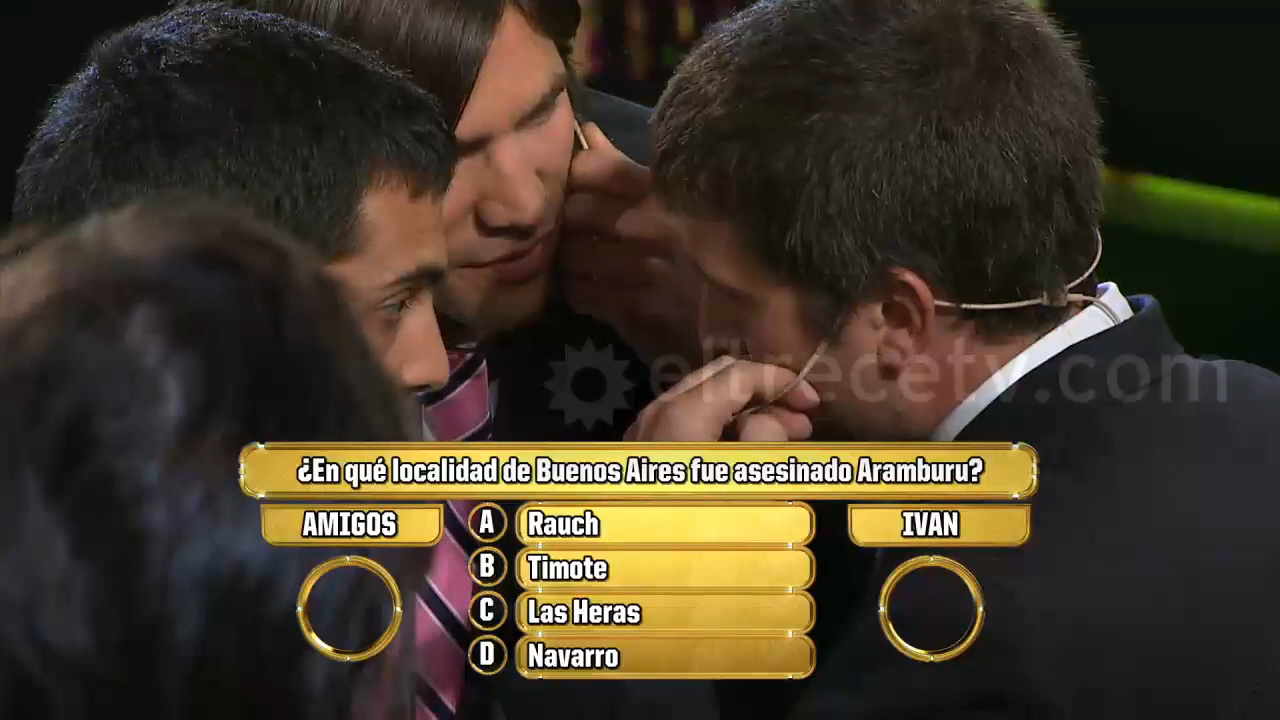 eltrecetv.com
¿En qué localidad de Buenos Aires fue asesinado Aramburu?
AMIGOS
A Rauch
IVAN
B Timote
C Las Heras
D Navarro